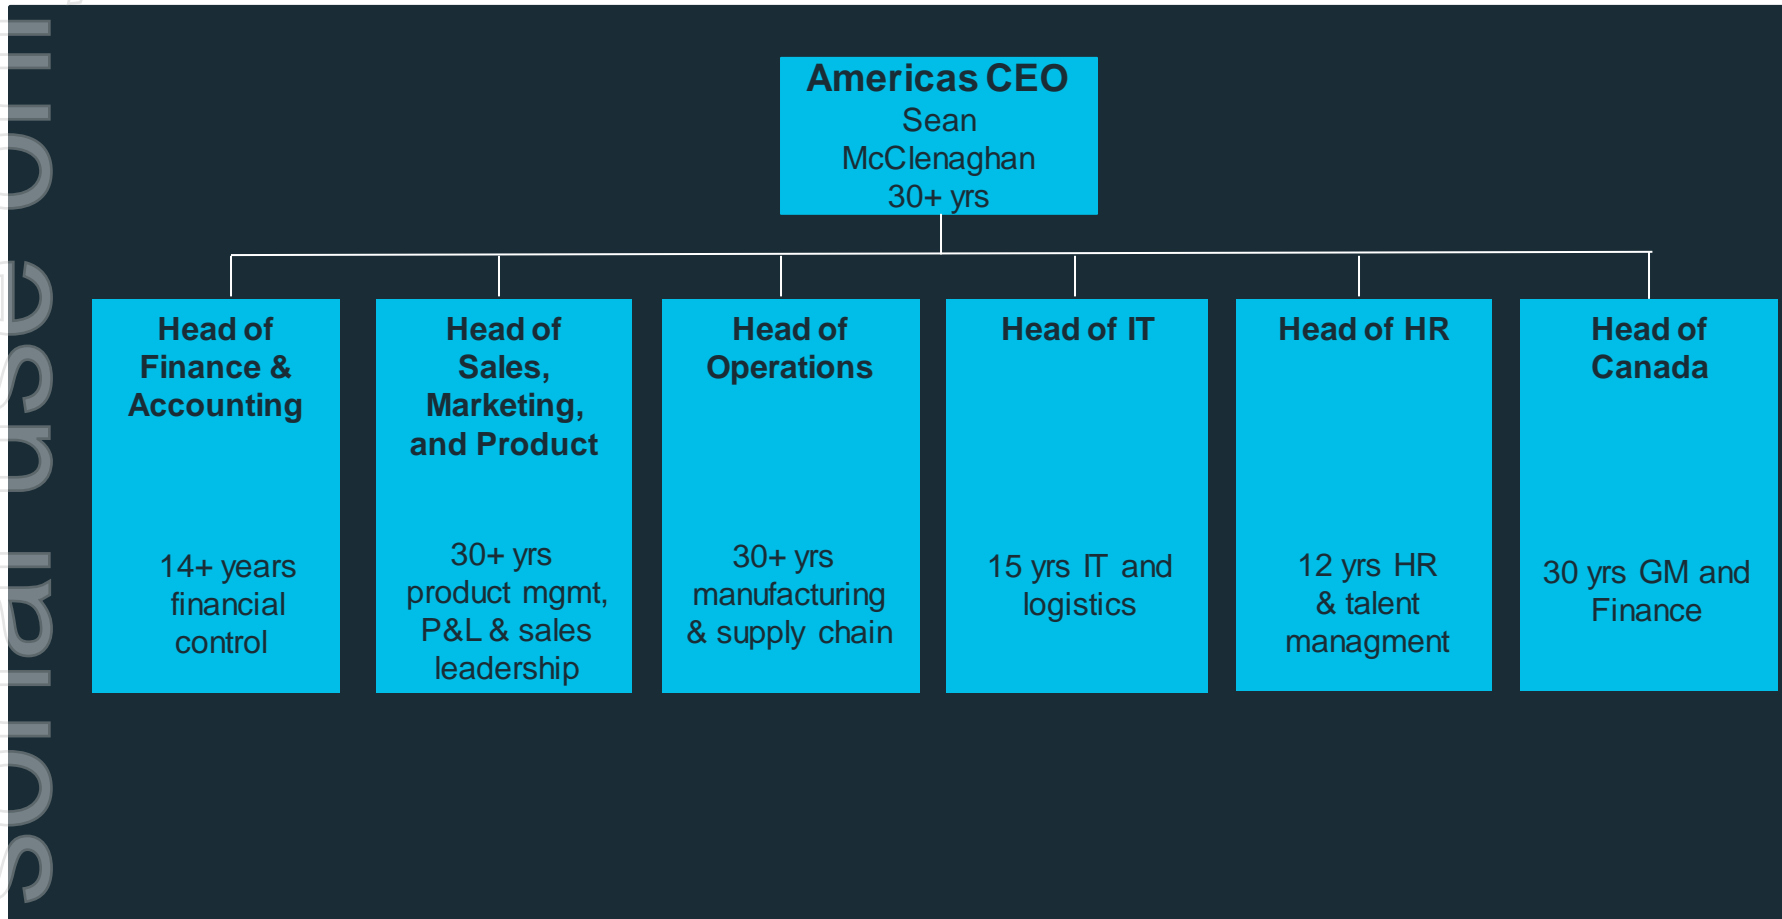 Americas CEO
Sean
McClenaghan
30+ yrs
Head of
Finance &
Accounting
14+ years
financial
control
Head of
Sales,
Marketing,
and Product
30+ yrs
product mgmt,
P&L & sales
leadership
Head of
Operations
30+ yrs
manufacturing
& supply chain
Head of IT
15 yrs IT and
logistics
Head of HR
12 yrs HR
& talent
managment
Head of
Canada
30 yrs GM and
Finance
sonal use on